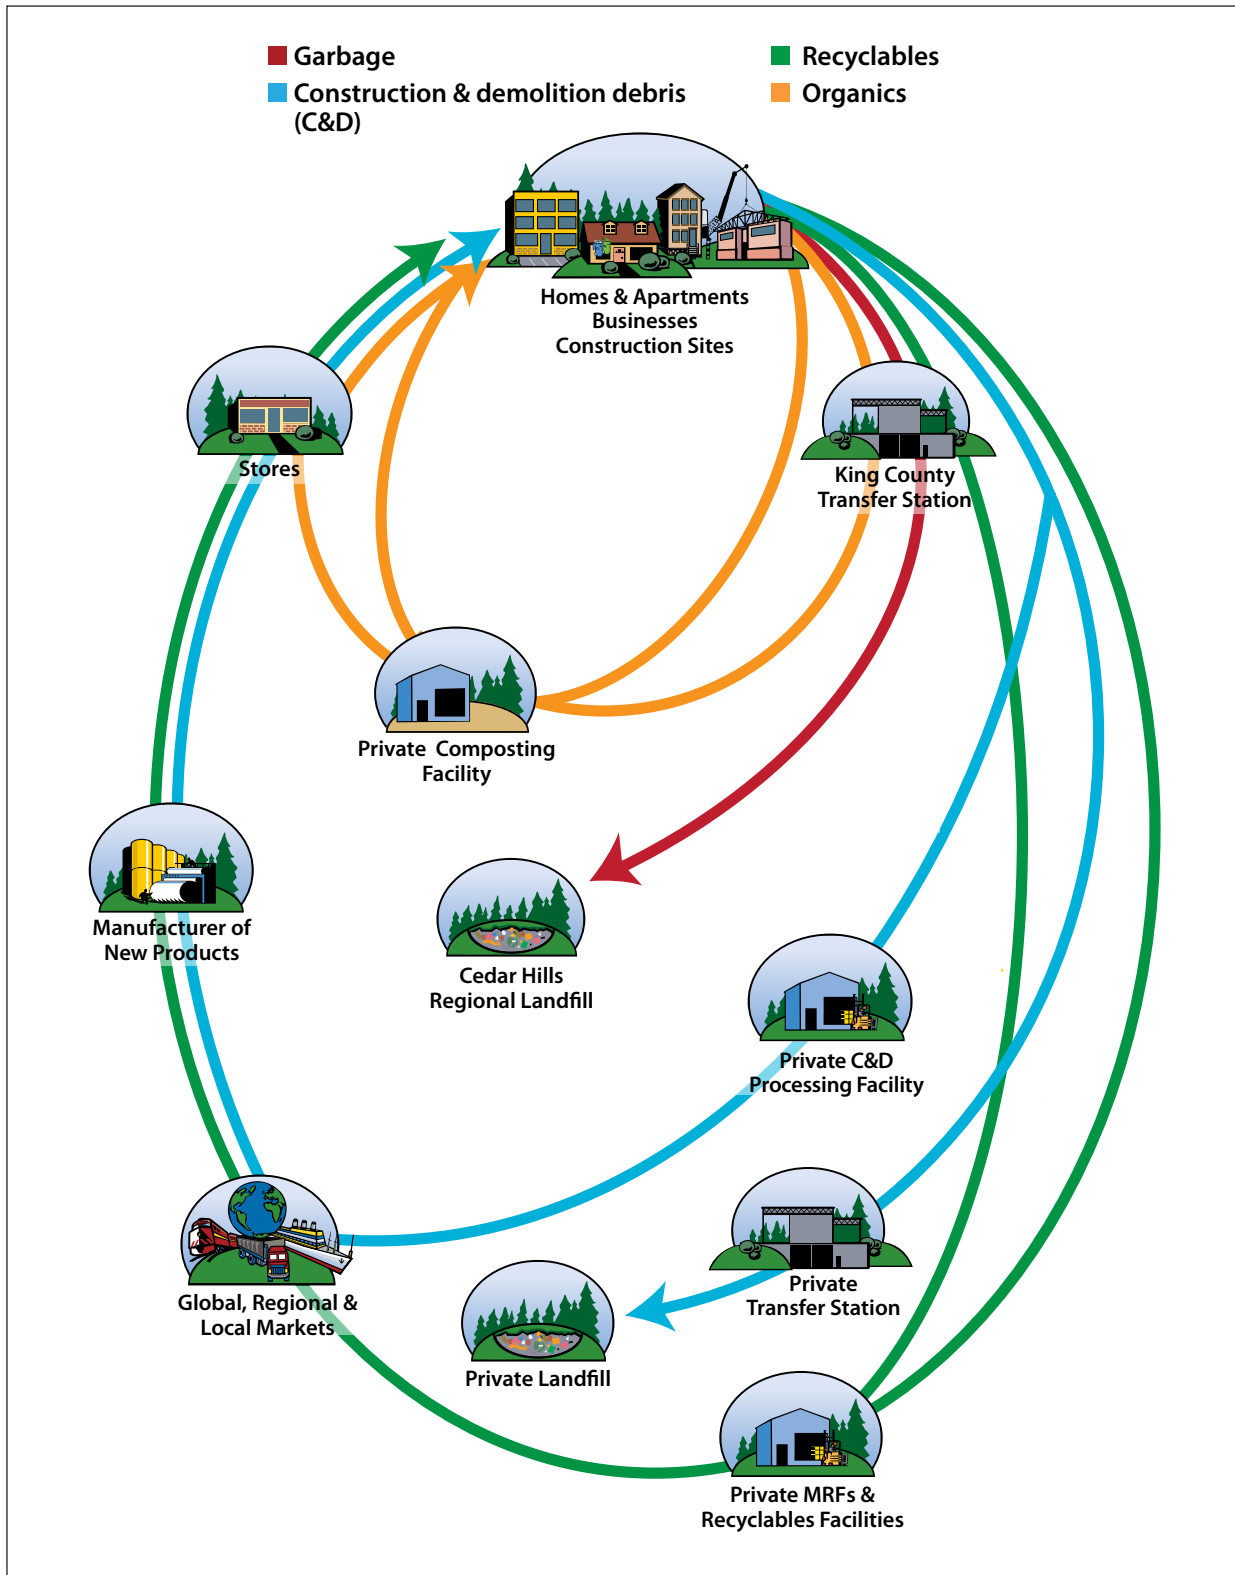 Garbage
Construction & demolition debris
(C&D)
Recyclables
Organics
Homes & Apartments
Businesses
Construction Sites
Stores
King County
Transfer Station
Private Composting
Facility
Manufacturer of
New Products
Cedar Hills
Regional Landfill
Private C&D
Processing Facility
Global, Regional &
Local Markets
Private
Transfer Station
Private Landfill
Private MRFs &
Recyclables Facilities